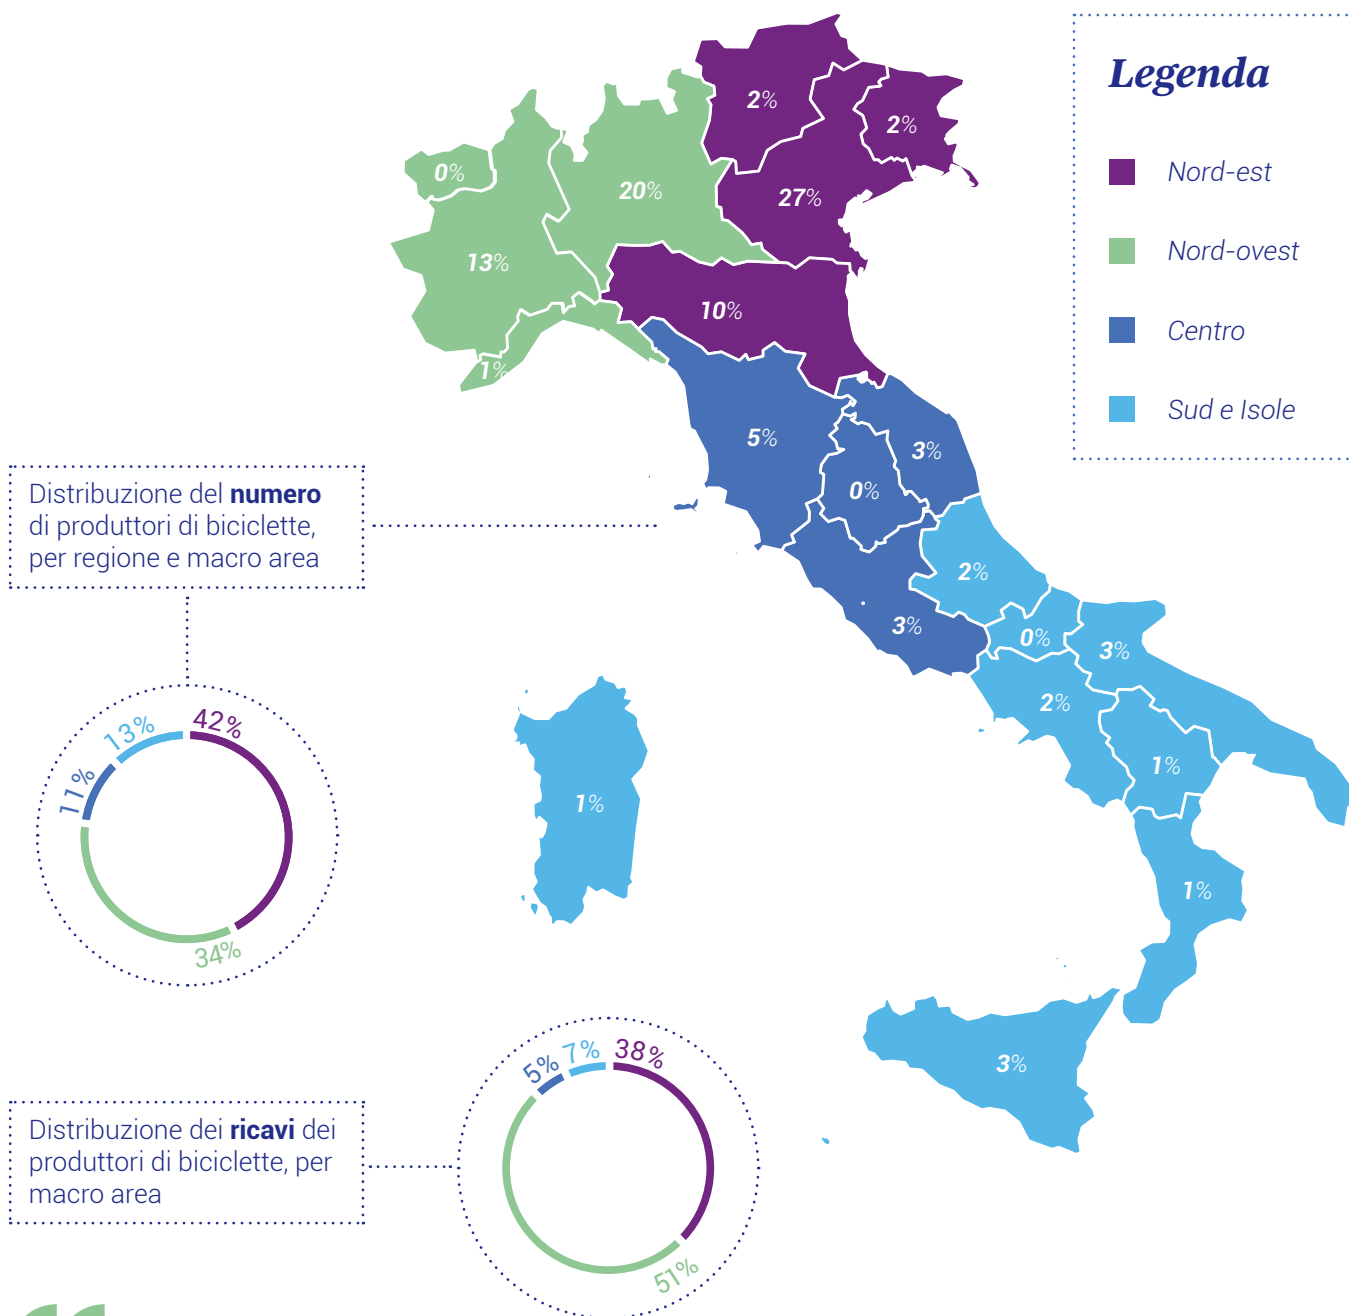 Legenda
Nord-est
Nord-ovest
Centro
Sud e Isole
2%
2%
0%
20%
27%
13%
10%
1%
5%
3%
0%
2%
3%
0%
3%
2%
1%
1%
1%
3%
Distribuzione del numero
di produttori di biciclette,
per regione e macro area
42%
13%
11%
34%
Distribuzione dei ricavi dei
produttori di biciclette, per
macro area
38%
7%
5%
51%